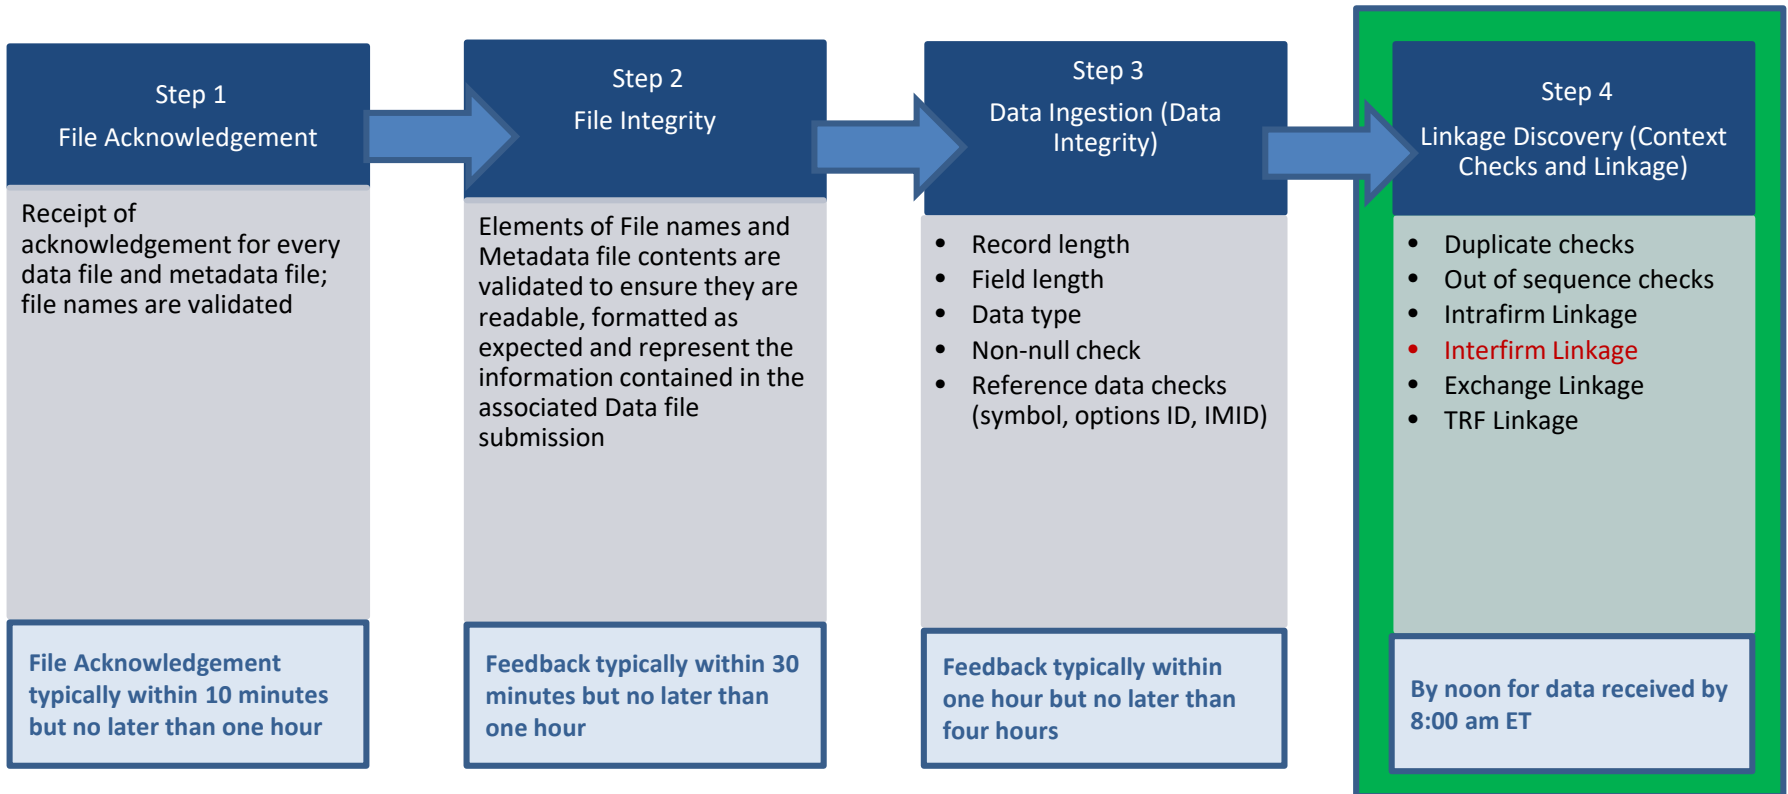 Step 1
File Acknowledgement
Receipt of
acknowledgement for every
data file and metadata file;
file names are validated
File Acknowledgement
typically within 10 minutes
but no later than one hour
Step 2
File Integrity
Elements of File names and
Metadata file contents are
validated to ensure they are
readable, formatted as
expected and represent the
information contained in the
associated Data file
submission
Feedback typically within 30
minutes but no later than
one hour
Step 3
Data Ingestion (Data
Integrity)
• Record length
• Field length
• Data type
• Non-null check
• Reference data checks
(symbol, options ID, IMID)
Feedback typically within
one hour but no later than
four hours
Step 4
Linkage Discovery (Context
Checks and Linkage)
• Duplicate checks
• Out of sequence checks
• Intrafirm Linkage
• Interfirm Linkage
• Exchange Linkage
• TRF Linkage
By noon for data received by
8:00 am ET